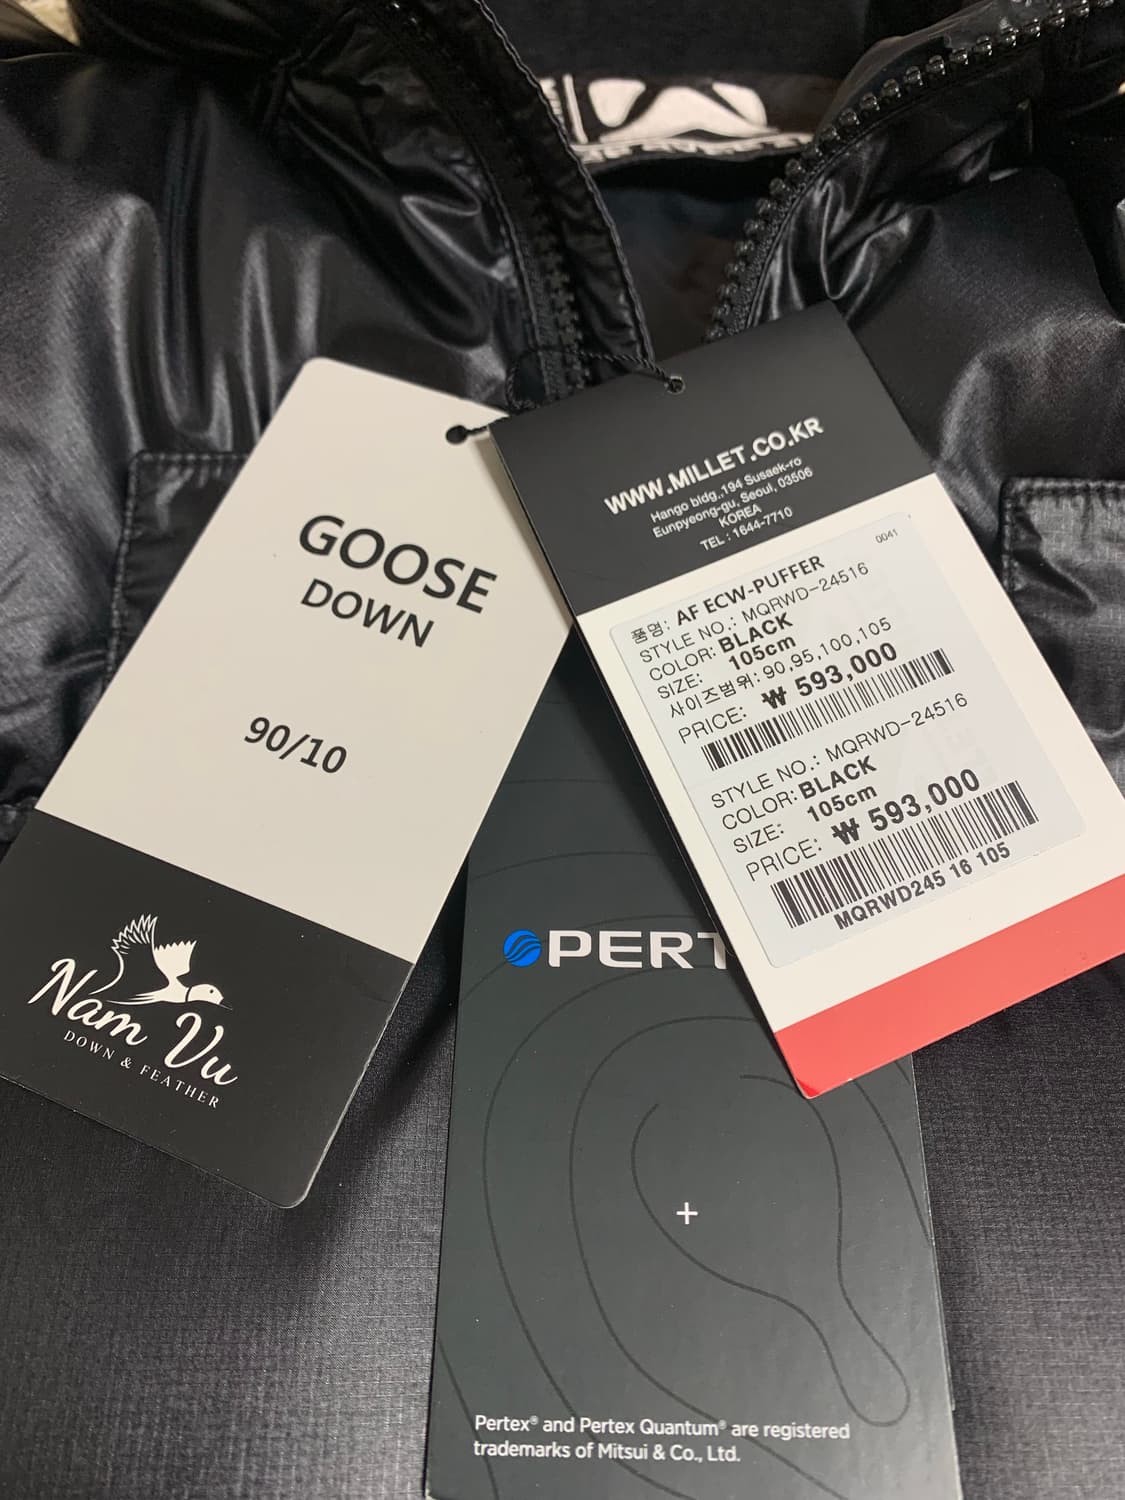 GOOSE
DOWN
90/10
Nam Vu
DOWN & FEATHER
WWW.MILLET.CO.KR
Hango bldg.,194 Susaek-ro
Eunpyeong-gu, Seoul, 03506
KOREA
TEL : 1644-7710
0041
품명: AF ECW-PUFFER
STYLE NO.: MQRWD-24516
COLOR: BLACK
SIZE: 105cm
사이즈범위: 90,95,100,105
PRICE: ₩ 593,000
STYLE NO.: MQRWD-24516
COLOR: BLACK
SIZE: 105cm
PRICE: ₩ 593,000
MQRWD245 16 105
PERT
Pertex® and Pertex Quantum® are registered
trademarks of Mitsui & Co., Ltd.